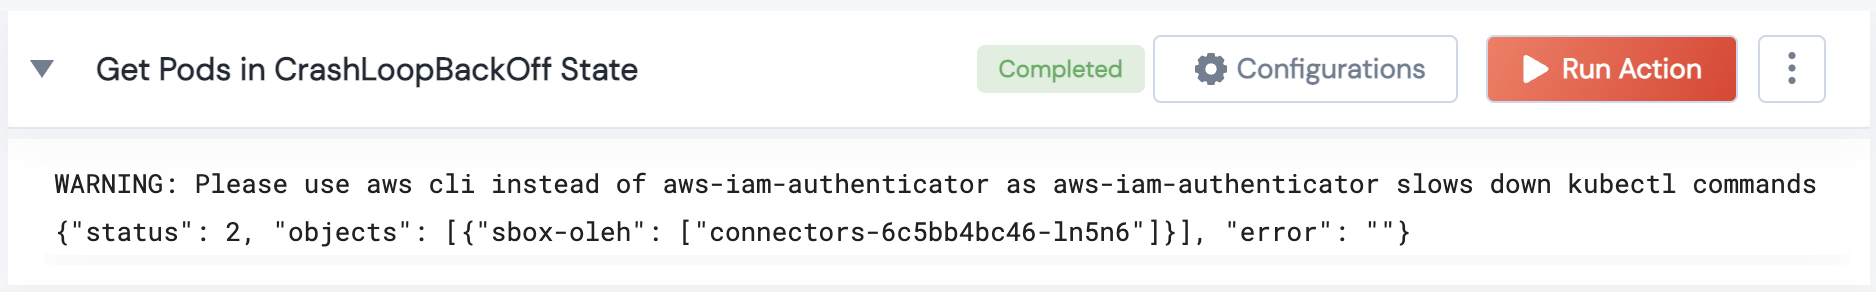 Get Pods in CrashLoopBackOff State
Completed
Configurations
Run Action
WARNING: Please use aws cli instead of aws-iam-authenticator as aws-iam-authenticator slows down kubectl commands
{"status": 2, "objects": [{"sbox-oleh": ["connectors-6c5bb4bc46-ln5n6"]}], "error": ""}